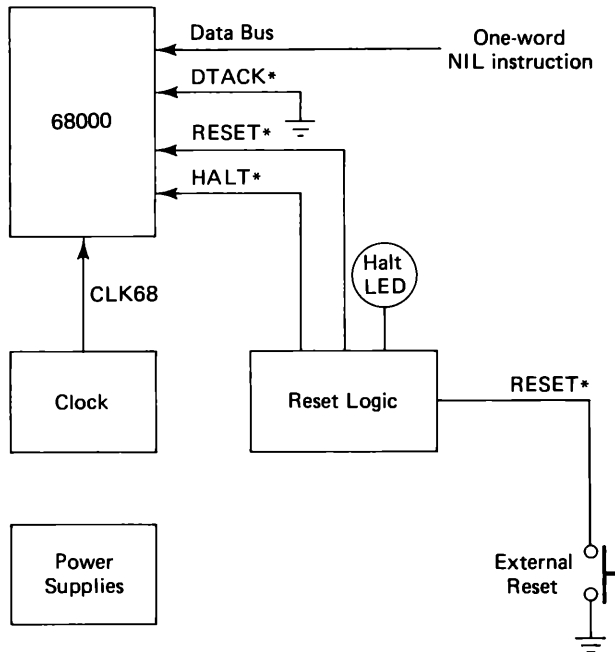 Data Bus
One-word
NIL instruction
DTACK*
68000
RESET*
HALT*
Halt
LED
CLK68
Clock
Reset Logic
RESET*
Power
Supplies
External
Reset